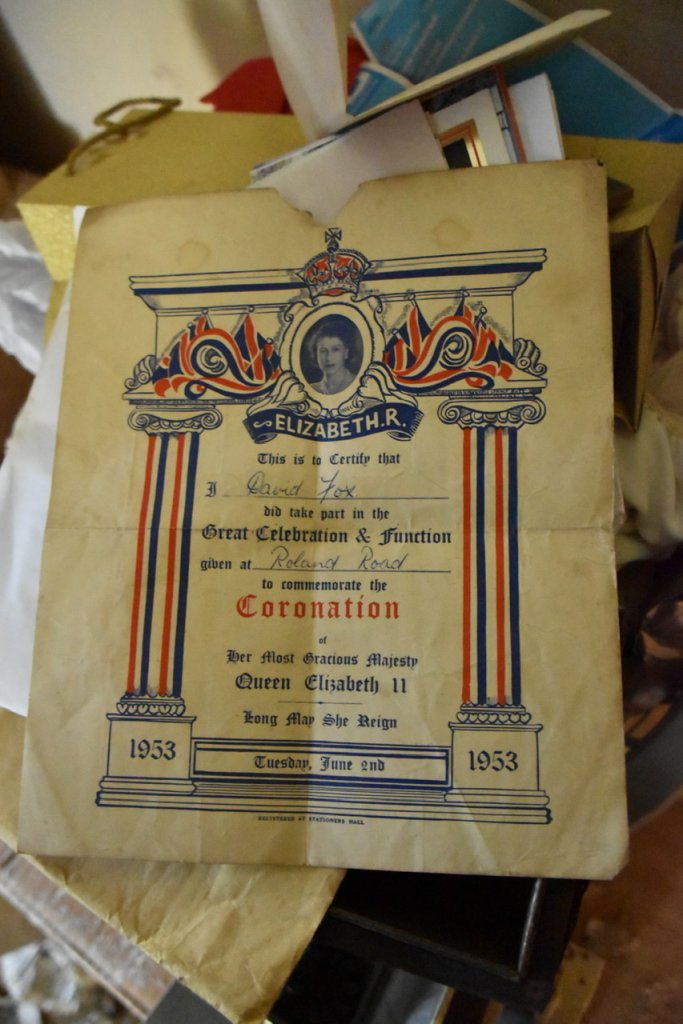 ELIZABETH.R.
This is to Certify that
I David Fox
did take part in the
Great Celebration & Function
given at Roland Road
to commemorate the
Coronation
of
Her Most Gracious Majesty
Queen Elizabeth II
Long May She Reign
1953
Tuesday, June 2nd
1953
REGISTERED AT STATIONERS HALL